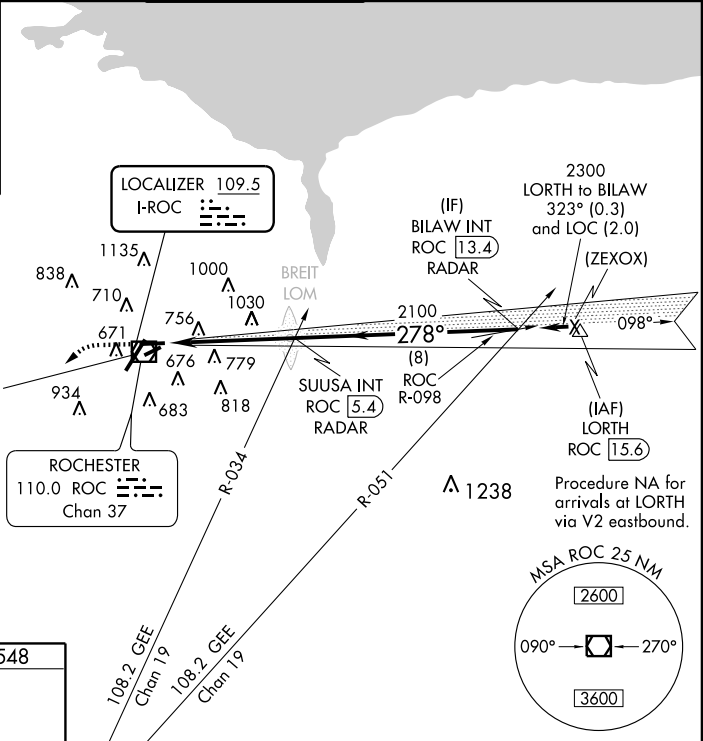 LOCALIZER 109.5
I-ROC
2300
LORTH to BILAW
323° (0.3)
and LOC (2.0)
(IF)
BILAW INT
ROC 13.4
RADAR
(ZEXOX)
1135
838
710
1000
BREIT
LOM
1030
756
671
2100
278°
(8)
ROC
R-098
098°
676
779
934
683
818
SUUSA INT
ROC 5.4
RADAR
(IAF)
LORTH
ROC 15.6
ROCHESTER
110.0 ROC
Chan 37
R-034
R-051
1238
Procedure NA for
arrivals at LORTH
via V2 eastbound.
MSA ROC 25 NM
2600
090°
270°
3600
108.2 GEE
Chan 19
108.2 GEE
Chan 19
548